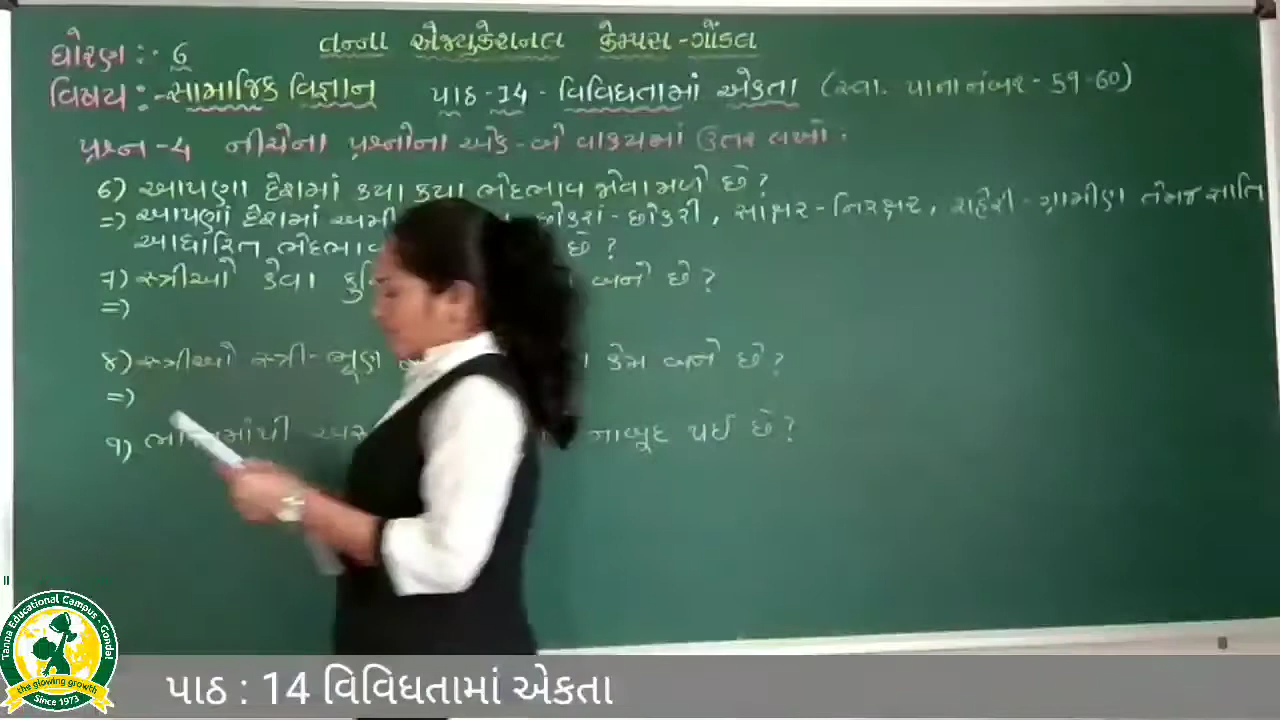 તન્ના એજ્યુકેશનલ કેમ્પસ - ગોંડલ
ધોરણ :- 6
વિષય :- સામાજિક વિજ્ઞાન પાઠ - 14 - વિવિધતામાં એકતા (સ્વા. પાના નંબર - 59-60)
પ્રશ્ન - 4 નીચેના પ્રશ્નોના એક - બે વાક્યમાં ઉતર લખો.
6) આપણા દેશમાં કયા કયા ભેદભાવ જોવા મળે છે?
=> આપણાં દેશમાં અમી છોકરાં - છોકરી, સાક્ષર - નિરક્ષર, શહેરી - ગ્રામીણ તેમજ જ્ઞાતિ
આધારિત ભેદભાવ છે ?
7) સ્ત્રીઓ કેવા બને છે ?
=>
8) સ્ત્રીઓ સ્ત્રી - ભ્રૂણ કેમ બને છે ?
=>
9) નાબૂદ થઈ છે ?
Tanna Educational Campus - Gondal
the glowing growth
Since 1973
પાઠ : 14 વિવિધતામાં એકતા